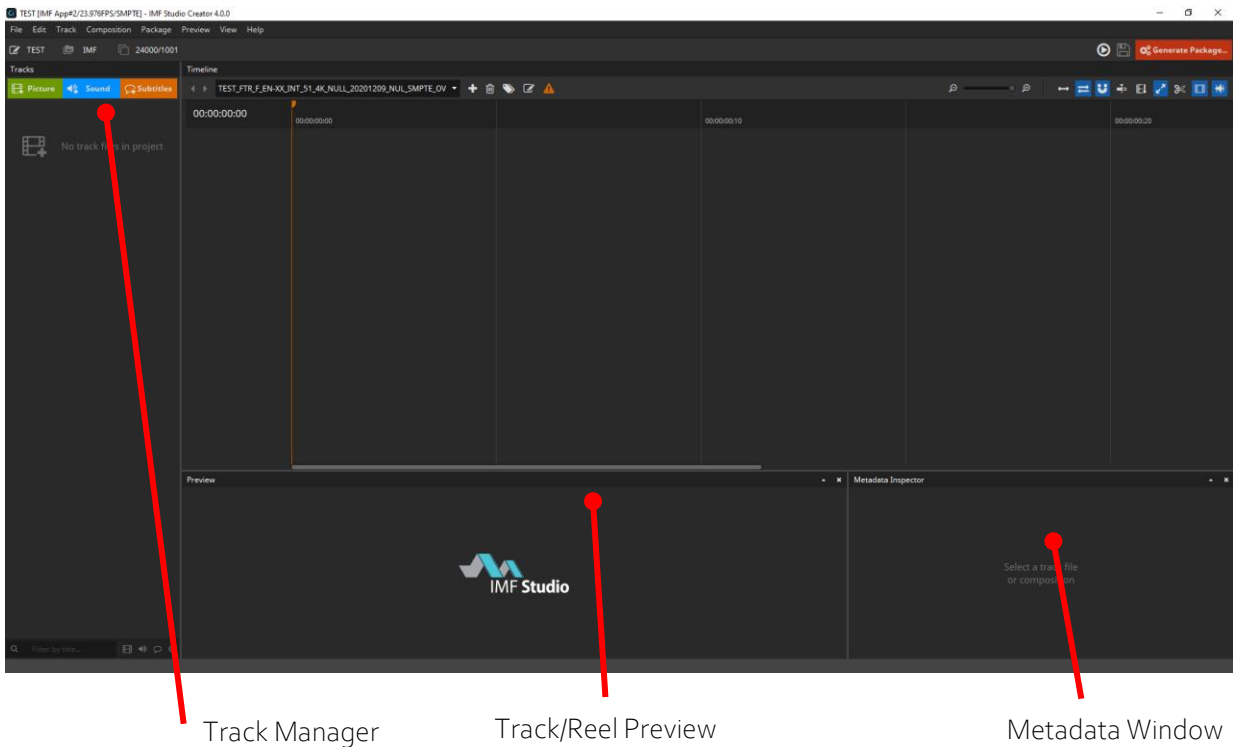 TEST [IMF App#2/23.976FPS/SMPTE] - IMF Studio Creator 4.0.0
File Edit Track Composition Package Preview View Help
TEST IMF 24000/1001 Generate Package...
Tracks Timeline
Picture Sound Subtitles TEST_FTR_F_EN-XX_INT_51_4K_NULL_20201209_NUL_SMPTE_OV
00:00:00:00 00:00:00:00 00:00:00:10 00:00:00:20
No track files in project
Preview Metadata Inspector
Select a track file
or composition
IMF Studio
Filter by title...
Track Manager Track/Reel Preview Metadata Window